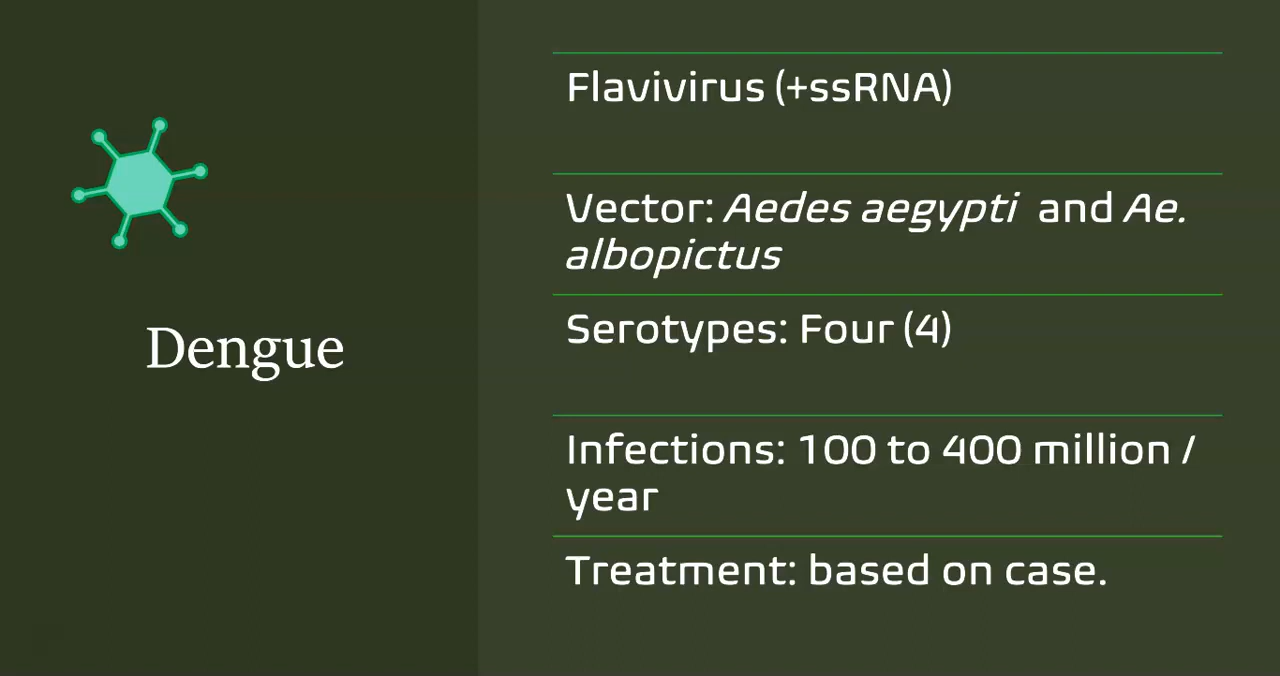 Dengue
Flavivirus (+ssRNA)
Vector: Aedes aegypti and Ae.
albopictus
Serotypes: Four (4)
Infections: 100 to 400 million /
year
Treatment: based on case.